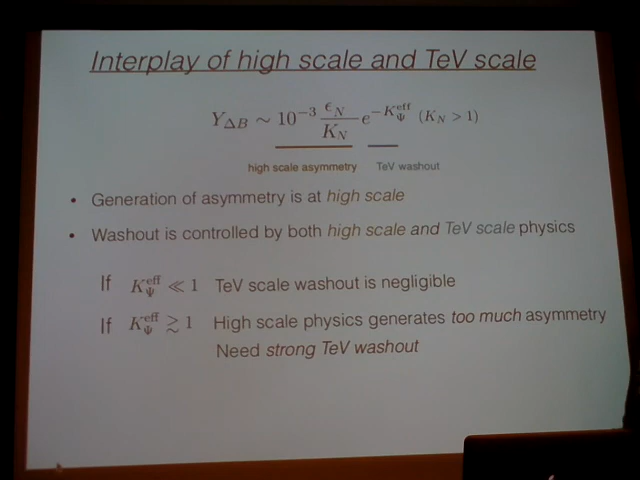 Interplay of high scale and TeV scale
Y_{ΔB} ~ 10^{-3} \frac{ϵ_N}{K_N} e^{-K_Ψ^{eff}} (K_N > 1)
high scale asymmetry TeV washout
• Generation of asymmetry is at high scale
• Washout is controlled by both high scale and TeV scale physics
If K_Ψ^{eff} ≪ 1 TeV scale washout is negligible
If K_Ψ^{eff} ≳ 1 High scale physics generates too much asymmetry
Need strong TeV washout